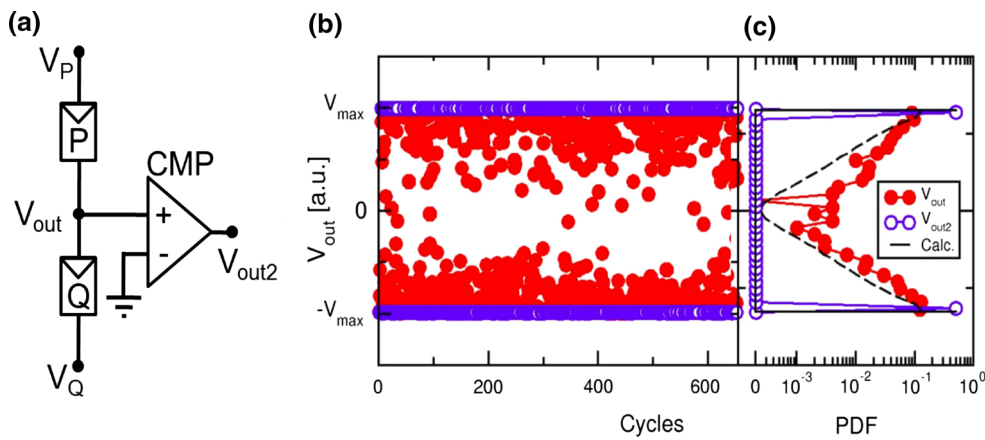 (a)
V_P
P
V_out
Q
V_Q
CMP
+
-
V_out2
(b)
V_out [a.u.]
V_max
0
-V_max
0 200 400 600
Cycles
(c)
V_out
V_out2
Calc.
0 10^-3 10^-2 10^-1 10^0
PDF